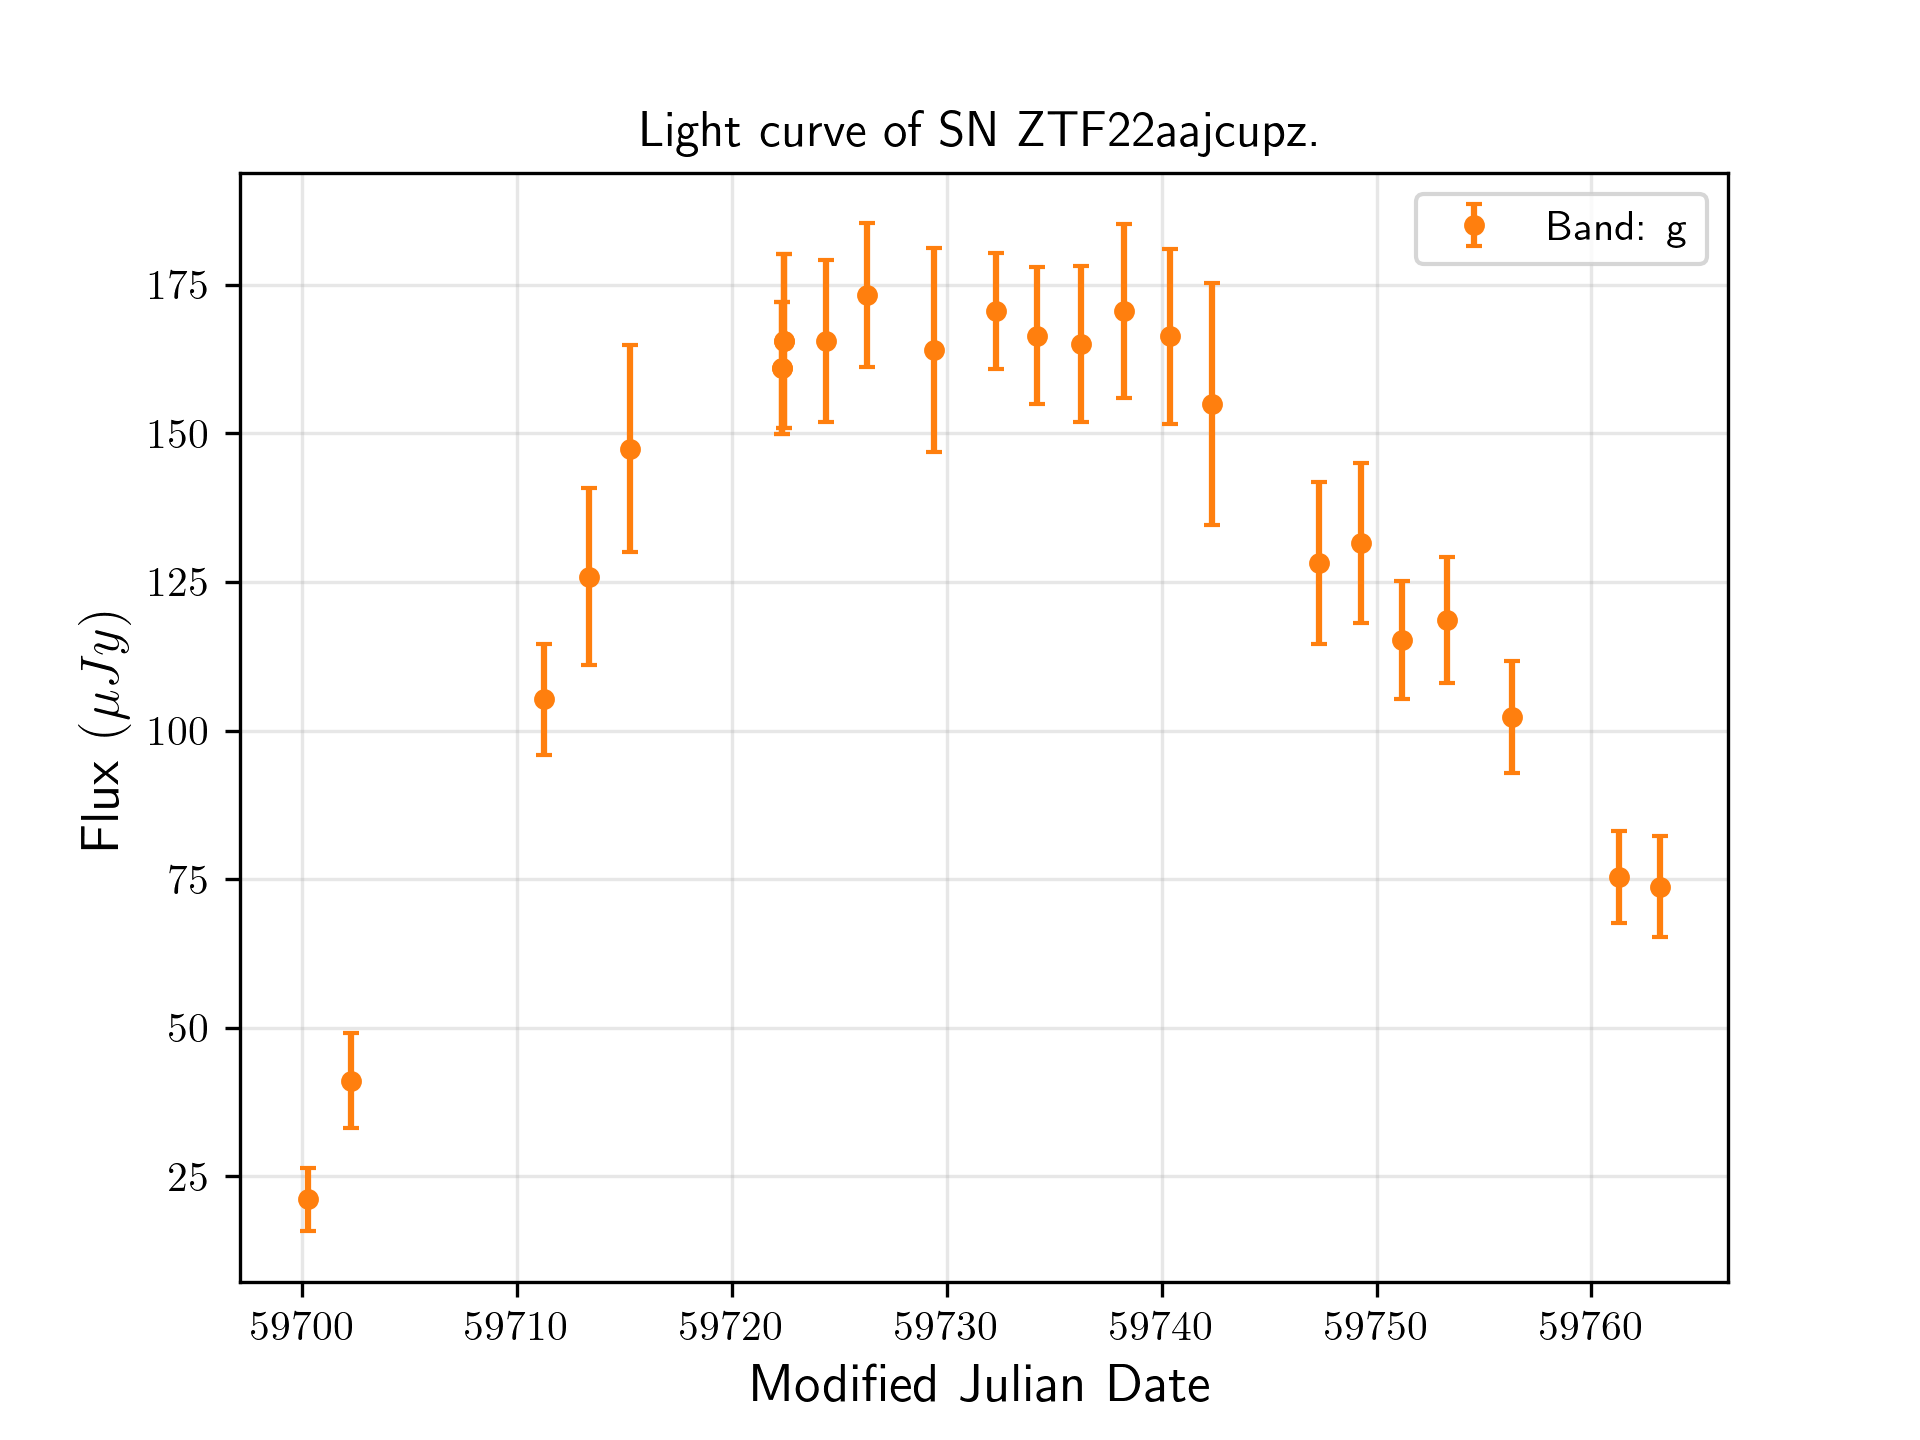 Light curve of SN ZTF22aajcupz.
Band: g
Flux (μJy)
175
150
125
100
75
50
25
59700 59710 59720 59730 59740 59750 59760
Modified Julian Date